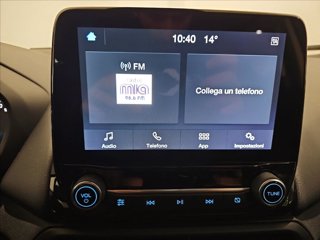 10:40 14°
FM
Collega un telefono
Audio Telefono App Impostazioni
VOL
TUNE